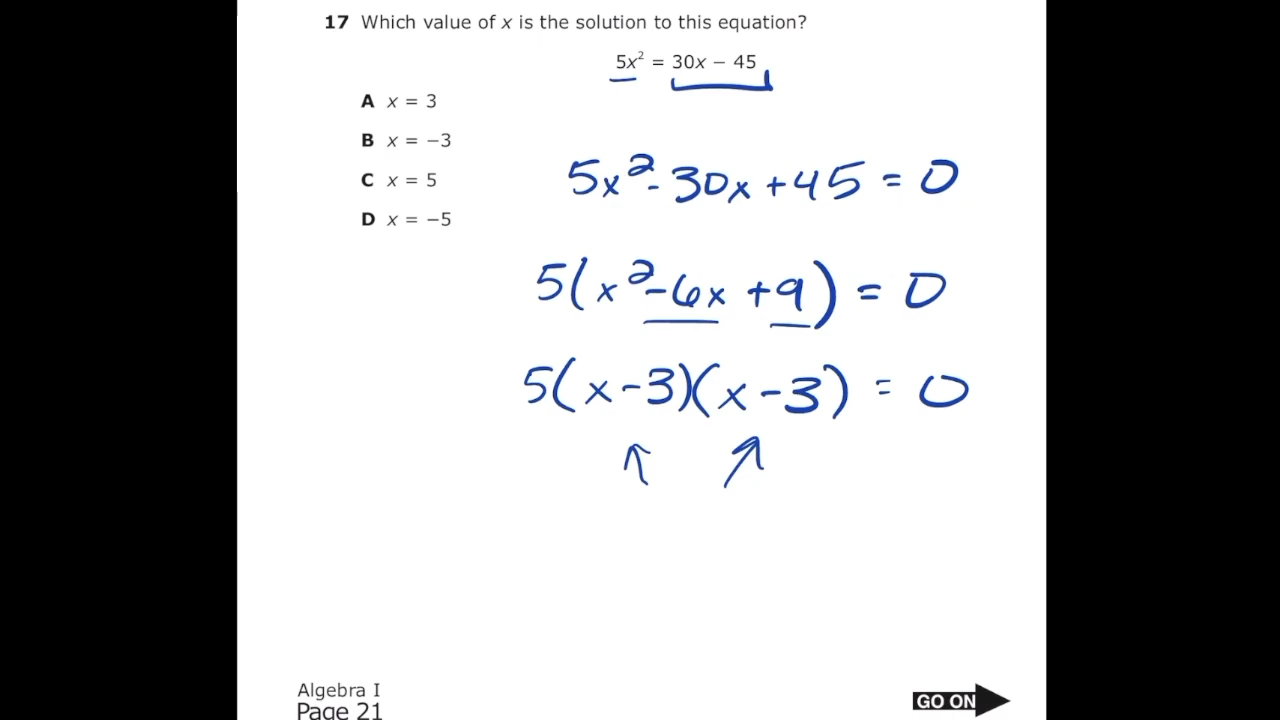 17 Which value of x is the solution to this equation?
5x² = 30x − 45
A x = 3
B x = −3
C x = 5
D x = −5
5x² - 30x + 45 = 0
5(x² - 6x + 9) = 0
5(x - 3)(x - 3) = 0
Algebra I
Page 21
GO ON